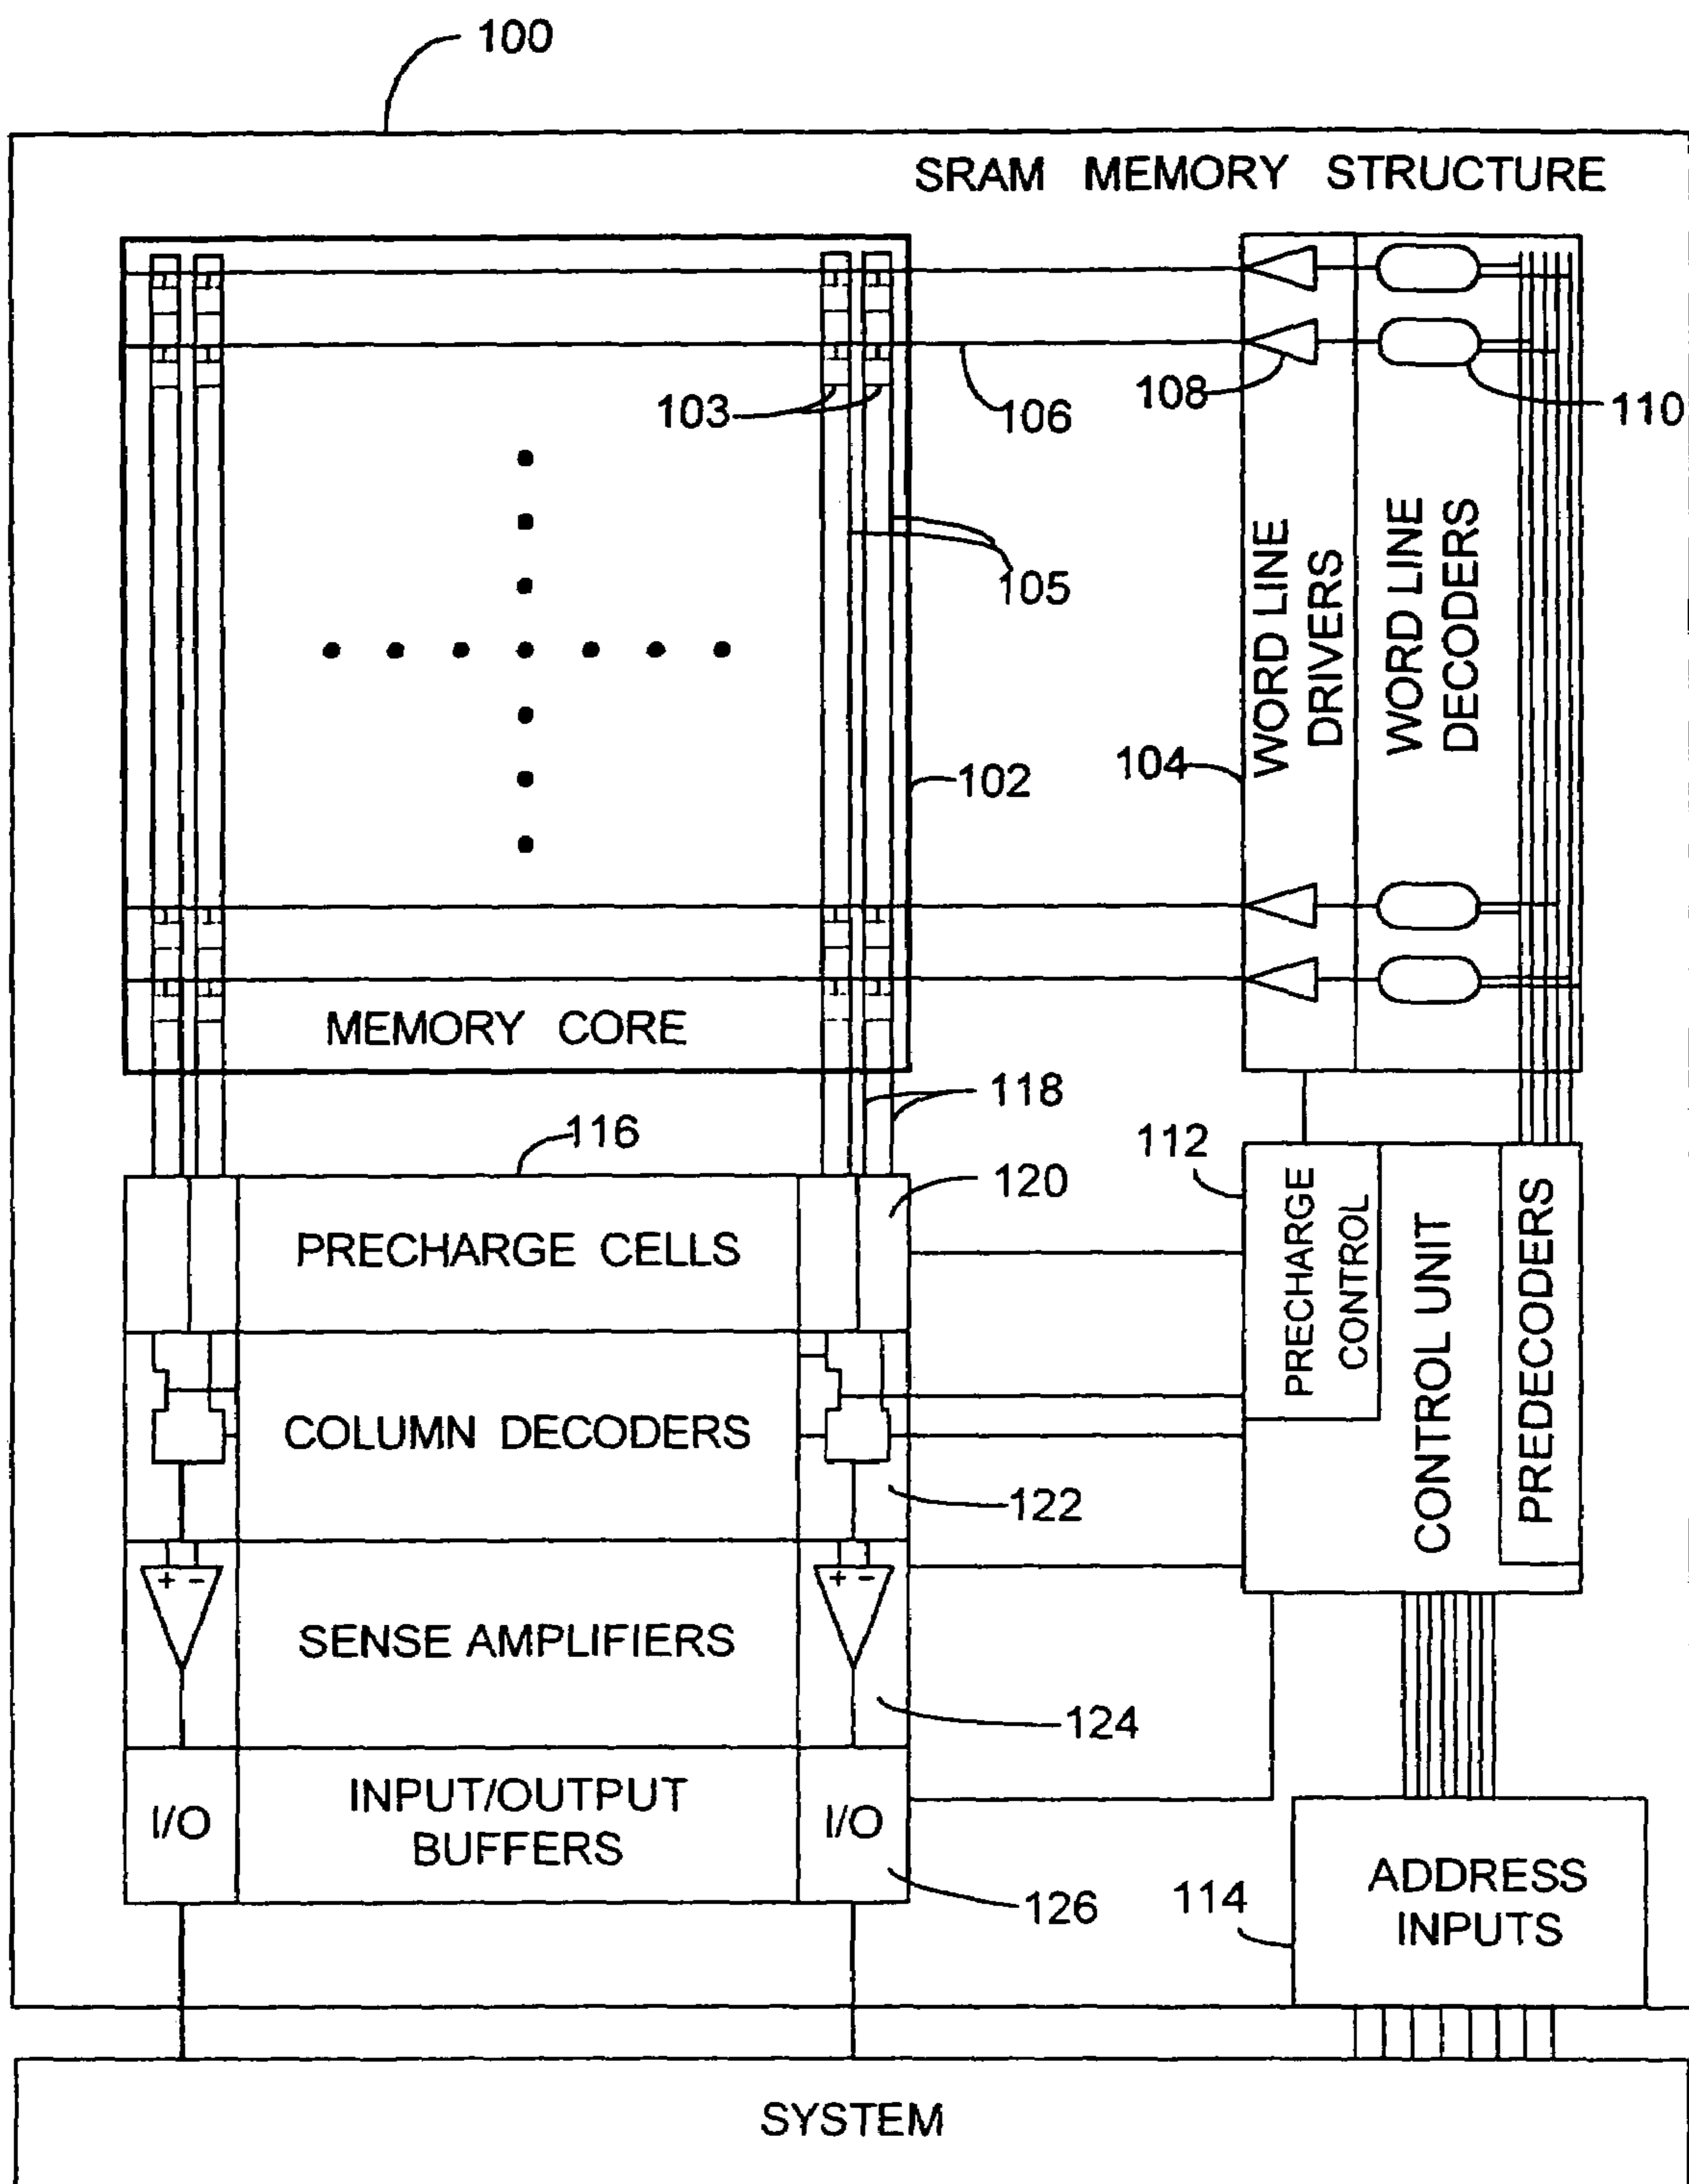 100
SRAM MEMORY STRUCTURE
103
106
108
110
105
WORD LINE
DRIVERS
WORD LINE
DECODERS
104
102
MEMORY CORE
118
116
112
120
PRECHARGE CELLS
PRECHARGE
CONTROL
CONTROL UNIT
PREDECODERS
COLUMN DECODERS
122
+ -
+ -
SENSE AMPLIFIERS
124
I/O
INPUT/OUTPUT
BUFFERS
I/O
126
114
ADDRESS
INPUTS
SYSTEM